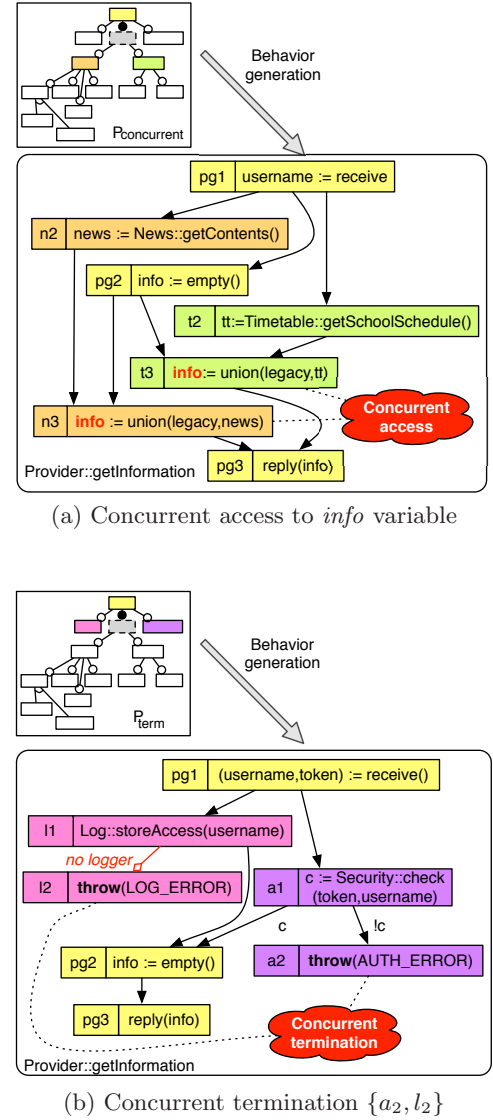 Behavior
generation
Pconcurrent
pg1 username := receive
n2 news := News::getContents()
pg2 info := empty()
t2 tt:=Timetable::getSchoolSchedule()
t3 info:= union(legacy,tt)
n3 info := union(legacy,news)
Concurrent
access
pg3 reply(info)
Provider::getInformation
(a) Concurrent access to info variable
Behavior
generation
Pterm
pg1 (username,token) := receive()
l1 Log::storeAccess(username)
no logger
l2 throw(LOG_ERROR)
a1 c := Security::check
(token,username)
c !c
pg2 info := empty()
a2 throw(AUTH_ERROR)
pg3 reply(info)
Concurrent
termination
Provider::getInformation
(b) Concurrent termination {a2, l2}